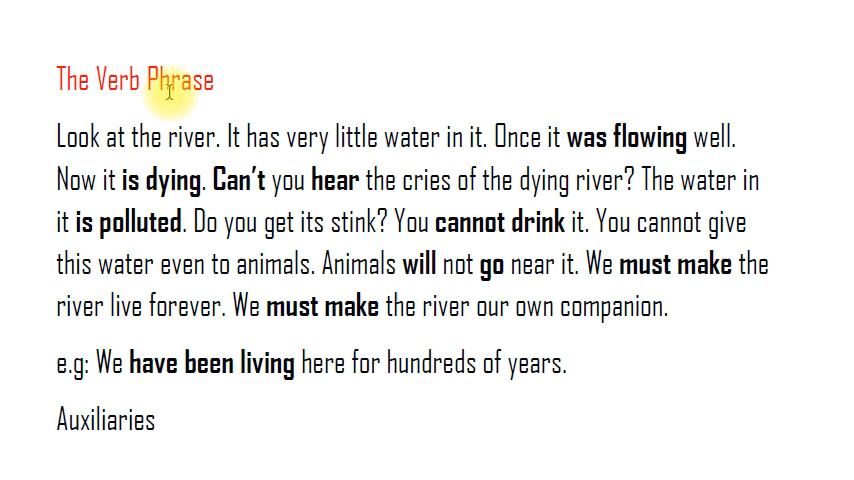 The Verb Phrase
Look at the river. It has very little water in it. Once it was flowing well.
Now it is dying. Can't you hear the cries of the dying river? The water in
it is polluted. Do you get its stink? You cannot drink it. You cannot give
this water even to animals. Animals will not go near it. We must make the
river live forever. We must make the river our own companion.
e.g: We have been living here for hundreds of years.
Auxiliaries